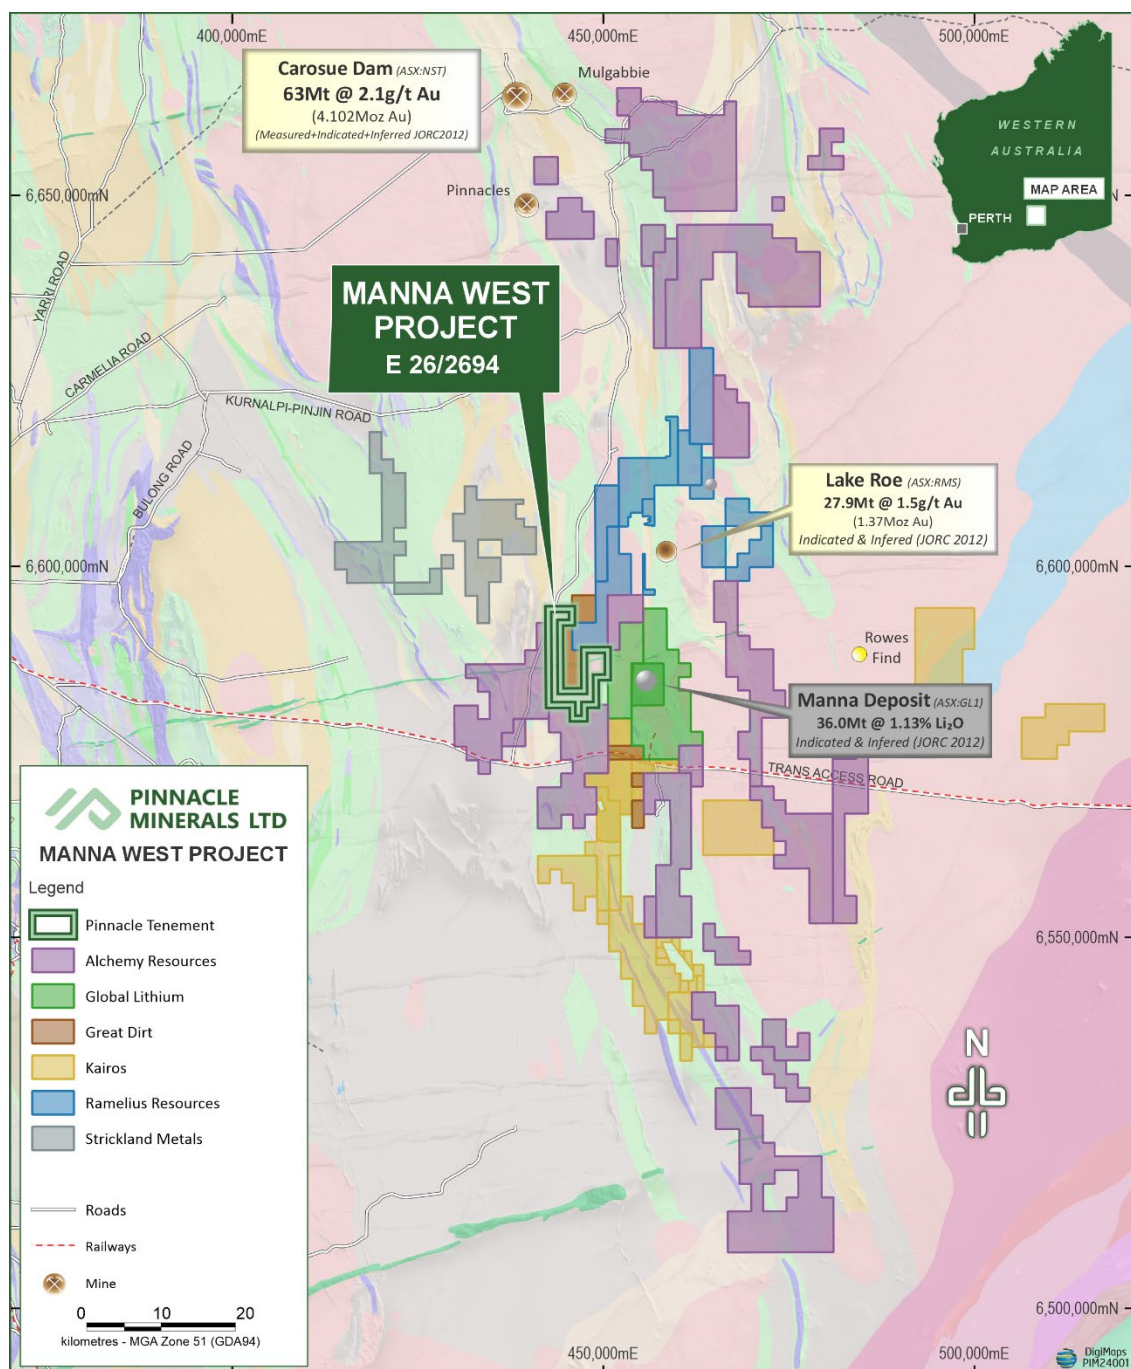 400,000mE
450,000mE
500,000mE
Carosue Dam (ASX:NST)
63Mt @ 2.1g/t Au
(4.102Moz Au)
(Measured+Indicated+Inferred JORC2012)
Mulgabbie
Pinnacles
WESTERN
AUSTRALIA
MAP AREA
PERTH
6,650,000mN
mN
YARRI ROAD
CARMELIA ROAD
KURNALPI-PINJIN ROAD
BULONG ROAD
MANNA WEST
PROJECT
E 26/2694
Lake Roe (ASX:RMS)
27.9Mt @ 1.5g/t Au
(1.37Moz Au)
Indicated & Infered (JORC 2012)
6,600,000mN
6,600,000mN
Rowes
Find
Manna Deposit (ASX:GL1)
36.0Mt @ 1.13% Li₂O
Indicated & Infered (JORC 2012)
TRANS ACCESS ROAD
PINNACLE
MINERALS LTD
MANNA WEST PROJECT
Legend
Pinnacle Tenement
Alchemy Resources
Global Lithium
Great Dirt
Kairos
Ramelius Resources
Strickland Metals
Roads
Railways
Mine
0 10 20
kilometres - MGA Zone 51 (GDA94)
6,550,000mN
N
6,500,000mN
450,000mE
500,000mE
DigiMaps
PIM24001